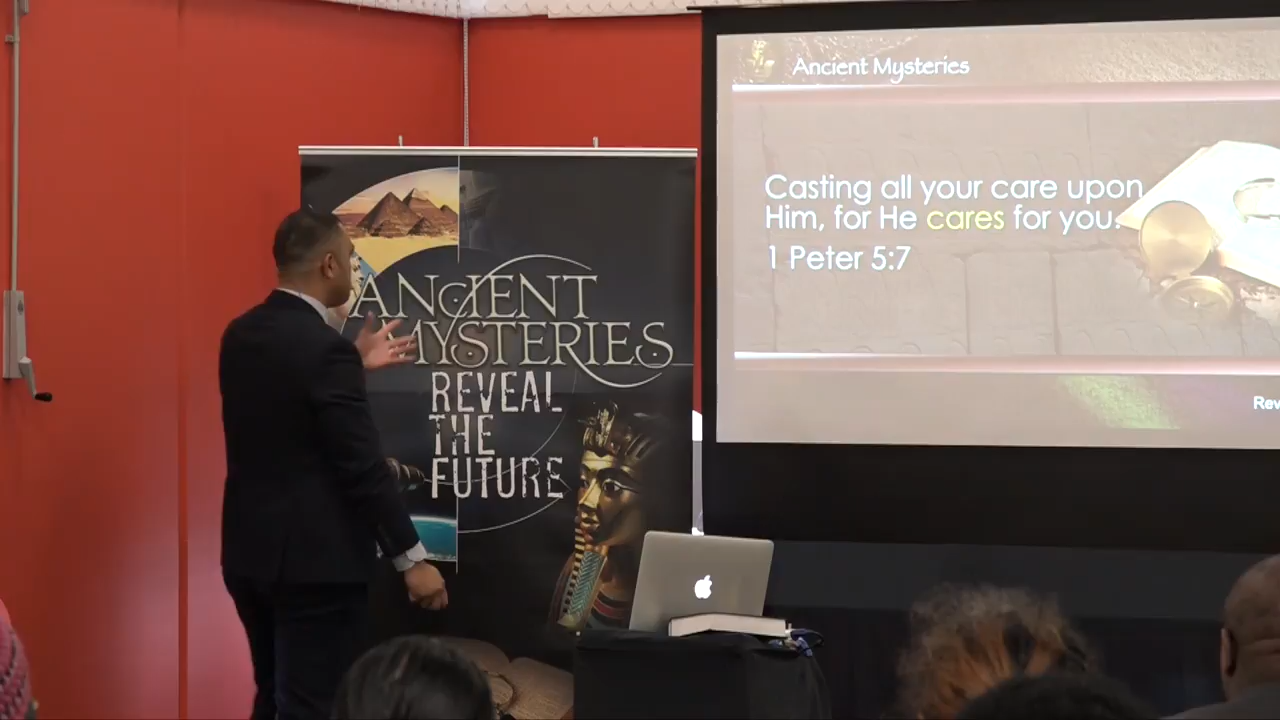 Ancient Mysteries
Casting all your care upon
Him, for He cares for you.
1 Peter 5:7
ANCIENT
MYSTERIES
REVEAL
THE
FUTURE